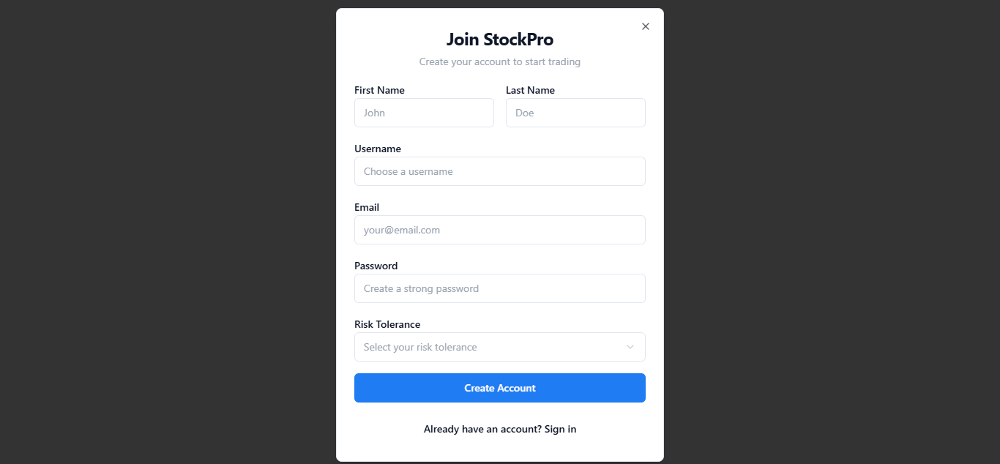 Join StockPro
Create your account to start trading
First Name
Last Name
John
Doe
Username
Choose a username
Email
your@email.com
Password
Create a strong password
Risk Tolerance
Select your risk tolerance
Create Account
Already have an account? Sign in